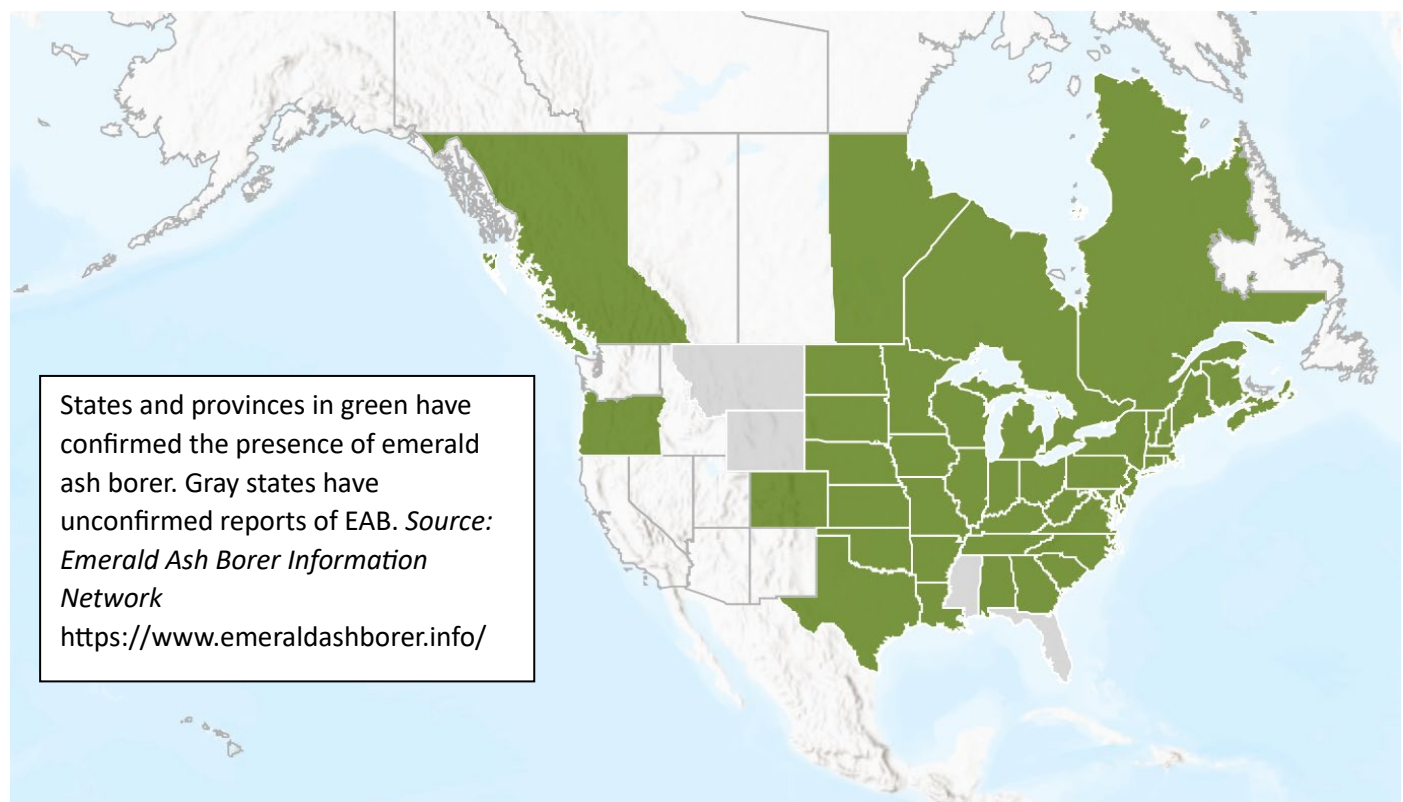 States and provinces in green have
confirmed the presence of emerald
ash borer. Gray states have
unconfirmed reports of EAB. Source:
Emerald Ash Borer Information
Network
https://www.emeraldashborer.info/